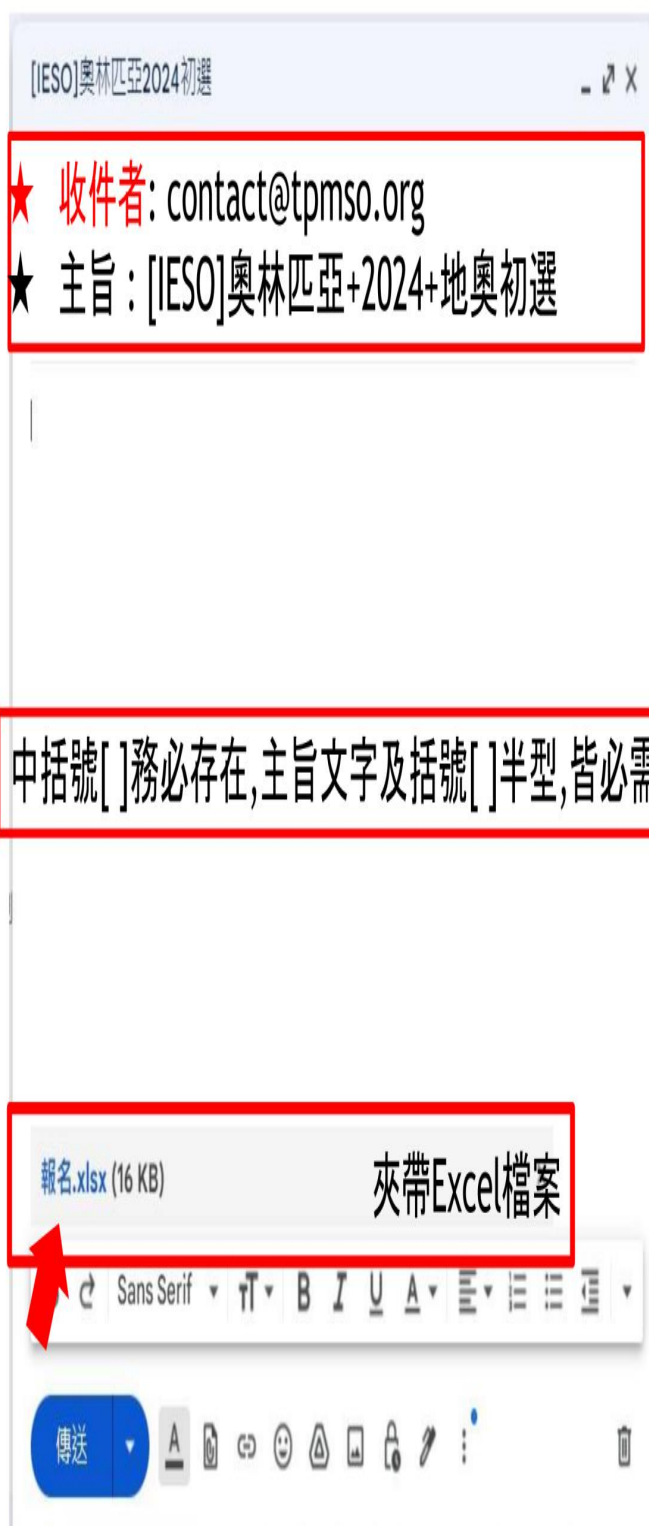 [IESO]奧林匹亞2024初選
★ 收件者: contact@tpmso.org
★ 主旨：[IESO]奧林匹亞+2024+地奧初選
中括號[ ]務必存在,主旨文字及括號[ ]半型,皆必需
報名.xlsx (16 KB)
夾帶Excel檔案
Sans Serif
傳送